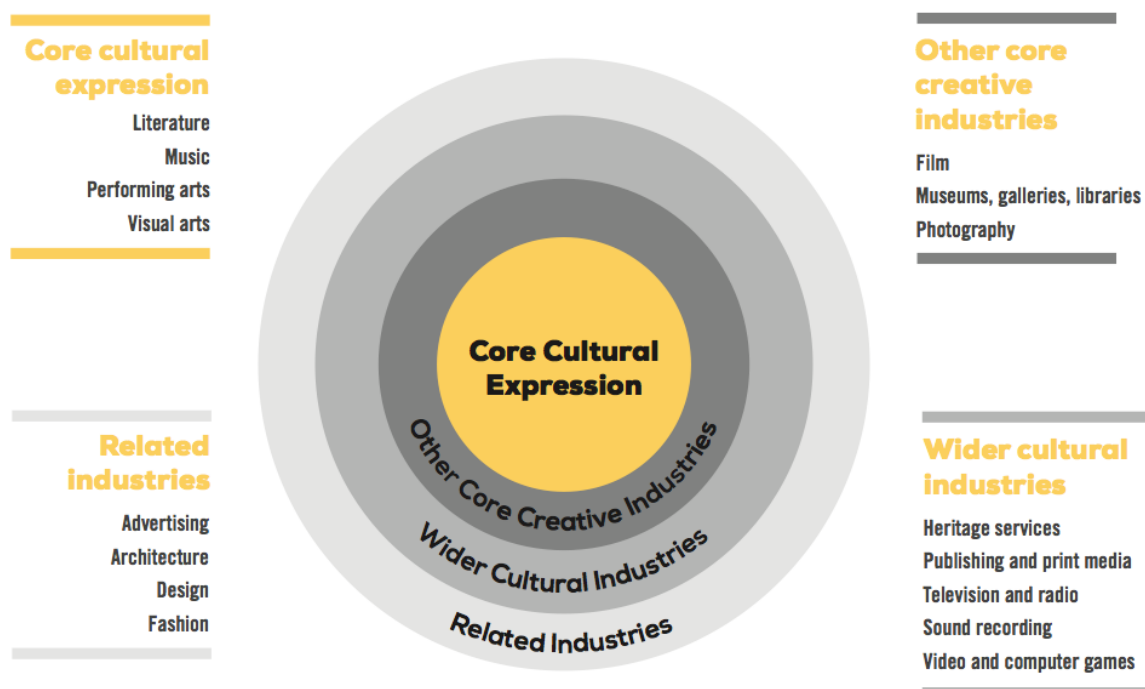 Core cultural
expression
Literature
Music
Performing arts
Visual arts
Other core
creative
industries
Film
Museums, galleries, libraries
Photography
Core Cultural
Expression
Other Core Creative Industries
Wider Cultural Industries
Related Industries
Related
industries
Advertising
Architecture
Design
Fashion
Wider cultural
industries
Heritage services
Publishing and print media
Television and radio
Sound recording
Video and computer games